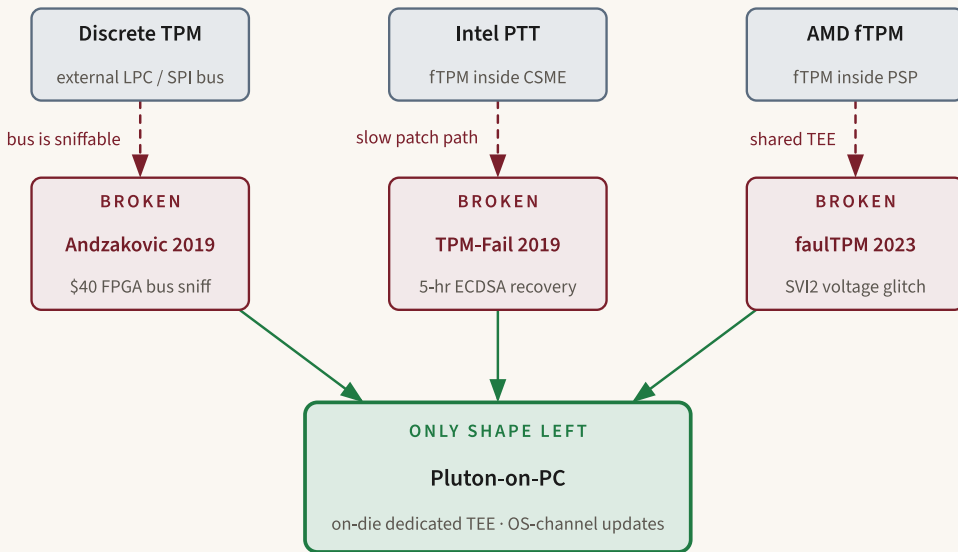 Discrete TPM
external LPC / SPI bus
Intel PTT
fTPM inside CSME
AMD fTPM
fTPM inside PSP
bus is sniffable
slow patch path
shared TEE
BROKEN
Andzakovic 2019
$40 FPGA bus sniff
BROKEN
TPM-Fail 2019
5-hr ECDSA recovery
BROKEN
faulTPM 2023
SVI2 voltage glitch
ONLY SHAPE LEFT
Pluton-on-PC
on-die dedicated TEE · OS-channel updates